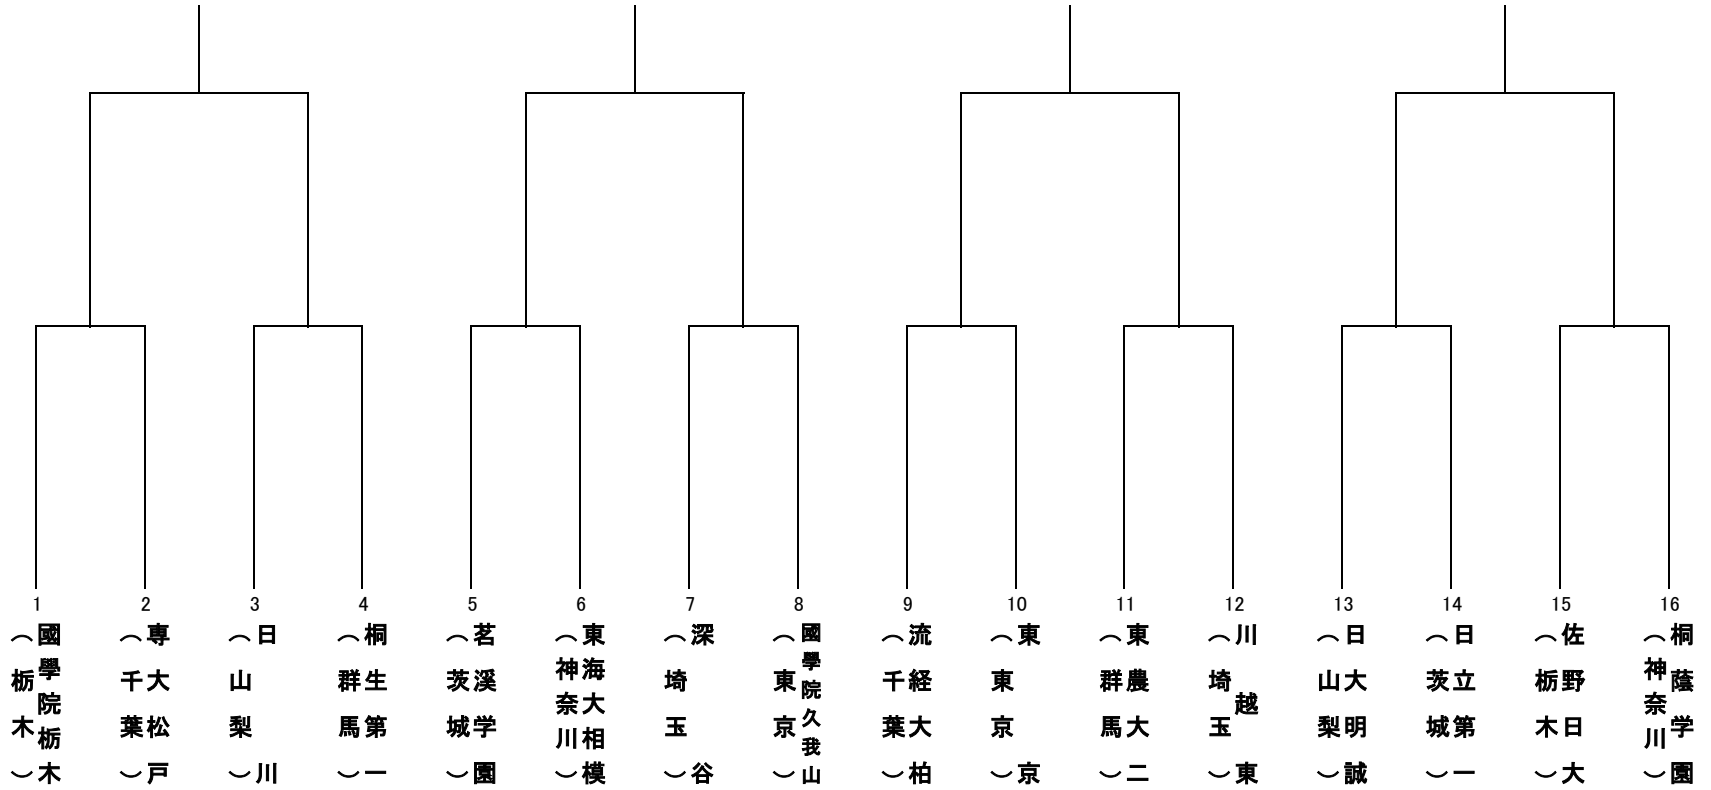 1
國學院栃木
（栃木）
2
専大松戸
（千葉）
3
日川
（山梨）
4
桐生第一
（群馬）
5
茗溪学園
（茨城）
6
東海大相模
（神奈川）
7
深谷
（埼玉）
8
國學院久我山
（東京）
9
流経大柏
（千葉）
10
東京
（東京）
11
東農大二
（群馬）
12
川越東
（埼玉）
13
日大明誠
（山梨）
14
日立第一
（茨城）
15
佐野日大
（栃木）
16
桐蔭学園
（神奈川）